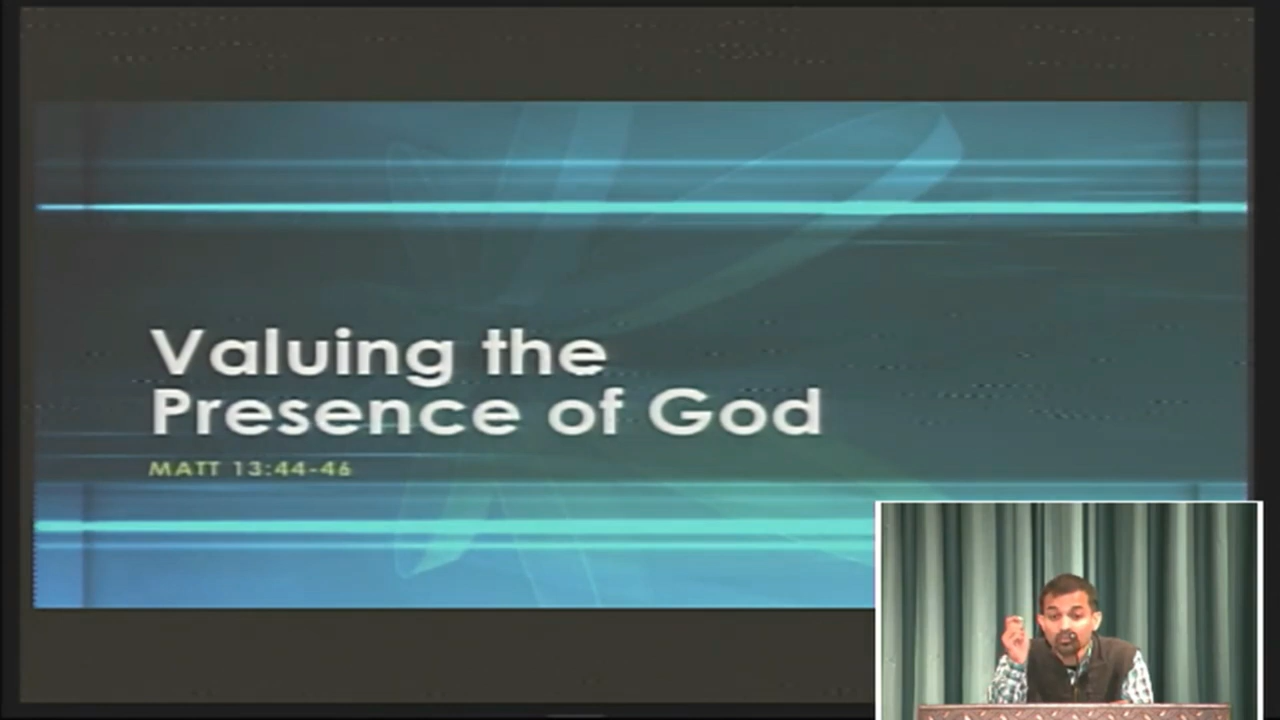 Valuing the
Presence of God
MATT 13:44-46